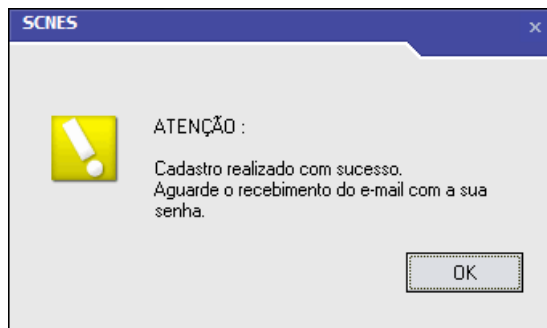 SCNES
x
ATENÇÃO :
Cadastro realizado com sucesso.
Aguarde o recebimento do e-mail com a sua
senha.
OK